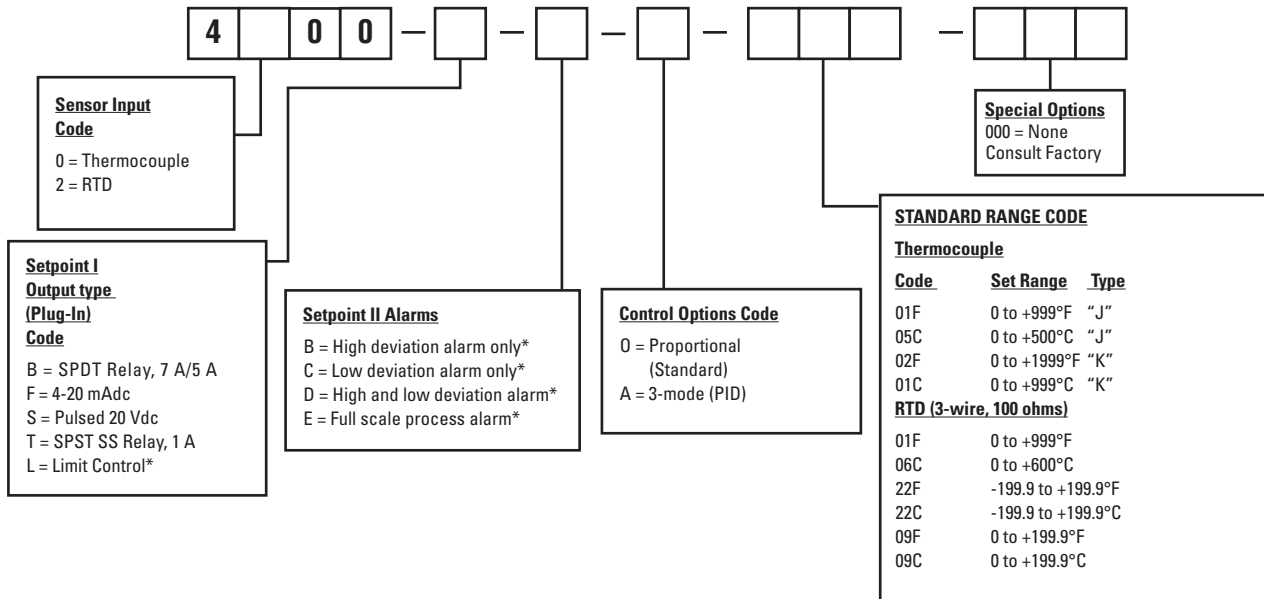 4 0 0 — — — — —
Sensor Input
Code
0 = Thermocouple
2 = RTD
Setpoint I
Output type
(Plug-In)
Code
B = SPDT Relay, 7 A/5 A
F = 4-20 mAdc
S = Pulsed 20 Vdc
T = SPST SS Relay, 1 A
L = Limit Control*
Setpoint II Alarms
B = High deviation alarm only*
C = Low deviation alarm only*
D = High and low deviation alarm*
E = Full scale process alarm*
Control Options Code
O = Proportional
(Standard)
A = 3-mode (PID)
Special Options
000 = None
Consult Factory
STANDARD RANGE CODE
Thermocouple
Code Set Range Type
01F 0 to +999°F “J”
05C 0 to +500°C “J”
02F 0 to +1999°F “K”
01C 0 to +999°C “K”
RTD (3-wire, 100 ohms)
01F 0 to +999°F
06C 0 to +600°C
22F -199.9 to +199.9°F
22C -199.9 to +199.9°C
09F 0 to +199.9°F
09C 0 to +199.9°C